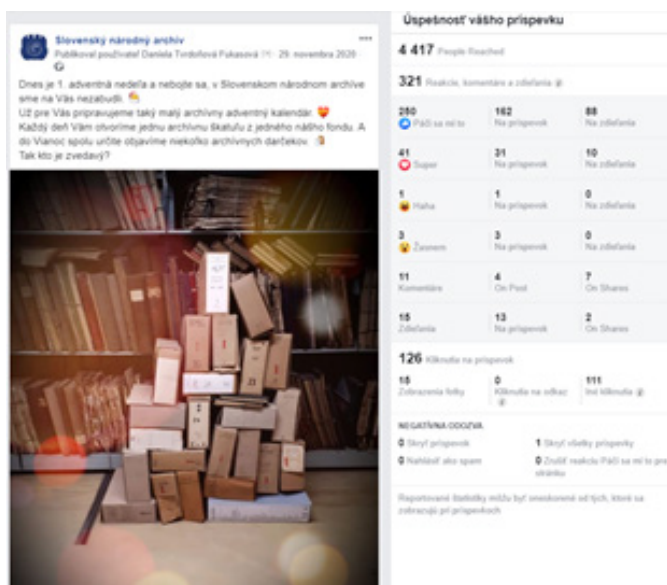 Slovenský národný archív
Publikoval používateľ Daniela · 29. novembra 2020 ·
Dnes je 1. adventná nedeľa a nebojte sa, v Slovenskom národnom archíve
sme na Vás nezabudli.
Už pre Vás pripravujeme taký malý archívny adventný kalendár.
Každý deň Vám otvoríme jednu archívnu škatuľu z jedného nášho fondu. A
do Vianoc spolu určite objavíme niekoľko archívnych darčekov.
Tak kto je zvedavý?
Úspešnosť vášho príspevku
4 417 People Reached
321 Reakcie, komentáre a zdieľania
250 162 88
Páči sa mi to Na príspevok Na zdieľania
41 31 10
Super Na príspevok Na zdieľania
1 1 0
Haha Na príspevok Na zdieľania
3 3 0
Žasnem Na príspevok Na zdieľania
11 4 7
Komentáre On Post On Shares
15 13 2
Zdieľania Na príspevok On Shares
126 Kliknutia na príspevok
15 0 111
Zobrazenia fotky Kliknutia na odkaz Iné kliknutia
NEGATÍVNA ODOZVA
0 Skryť príspevok 1 Skryť všetky príspevky
0 Nahlásiť ako spam 0 Zrušiť reakciu Páči sa mi to pre
stránku
Reportované štatistiky môžu byť oneskorené od tých, ktoré sa
zobrazujú pri príspevkoch